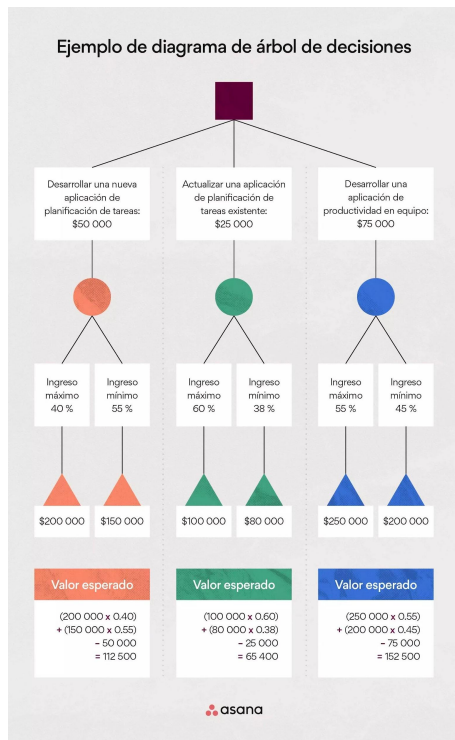 Ejemplo de diagrama de árbol de decisiones
Desarrollar una nueva
aplicación de
planificación de tareas:
$50 000
Actualizar una aplicación
de planificación de
tareas existente:
$25 000
Desarrollar una
aplicación de
productividad en equipo:
$75 000
Ingreso
máximo
40 %
Ingreso
mínimo
55 %
Ingreso
máximo
60 %
Ingreso
mínimo
38 %
Ingreso
máximo
55 %
Ingreso
mínimo
45 %
$200 000
$150 000
$100 000
$80 000
$250 000
$200 000
Valor esperado
(200 000 x 0.40)
+ (150 000 x 0.55)
– 50 000
= 112 500
Valor esperado
(100 000 x 0.60)
+ (80 000 x 0.38)
– 25 000
= 65 400
Valor esperado
(250 000 x 0.55)
+ (200 000 x 0.45)
– 75 000
= 152 500
asana